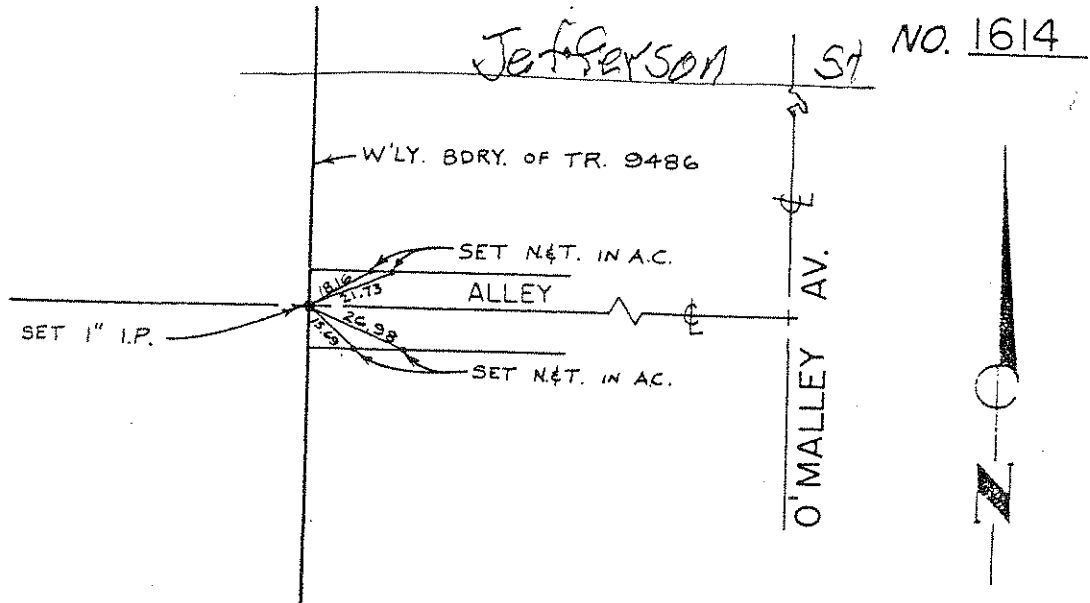 Jefferson St
NO. 1614
W'LY. BDRY. OF TR. 9486
SET N.&T. IN A.C.
18.16
21.73
ALLEY
℄
26.98
15.69
SET 1" I.P.
SET N.&T. IN A.C.
℄
O'MALLEY AV.
N